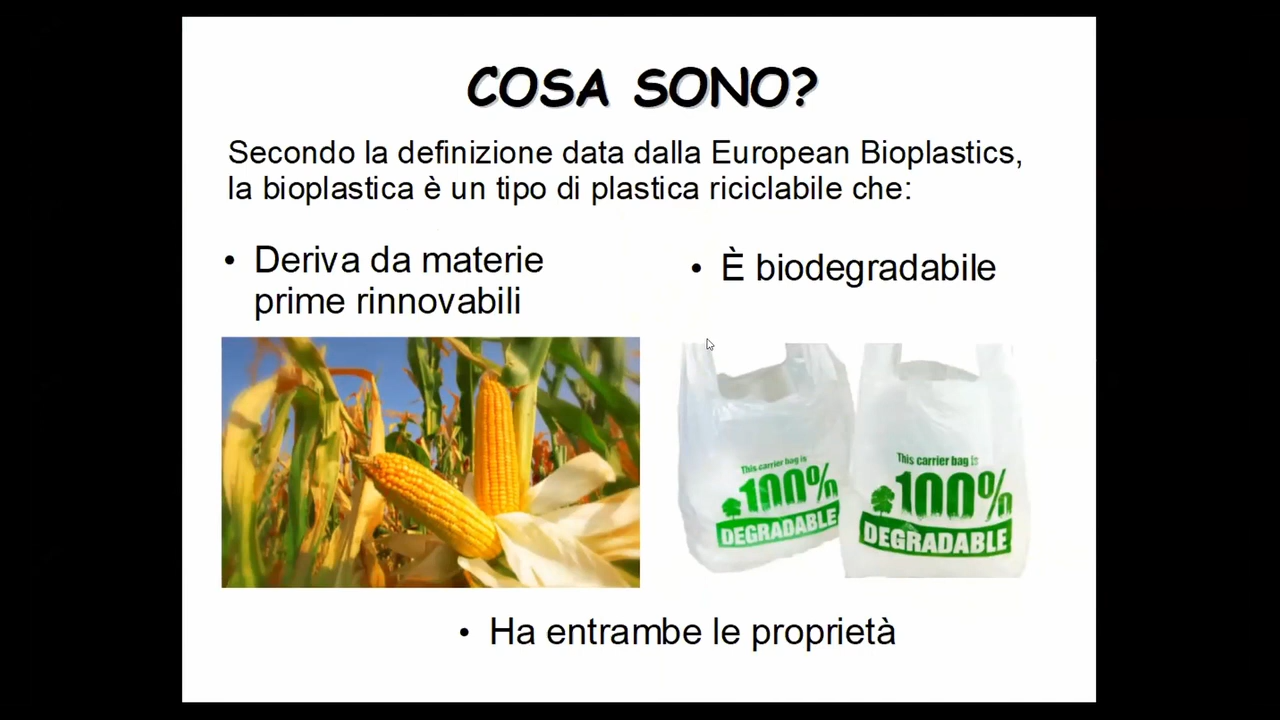 COSA SONO?
Secondo la definizione data dalla European Bioplastics,
la bioplastica è un tipo di plastica riciclabile che:
• Deriva da materie
prime rinnovabili
• È biodegradabile
This carrier bag is
100%
DEGRADABLE
This carrier bag is
100%
DEGRADABLE
• Ha entrambe le proprietà